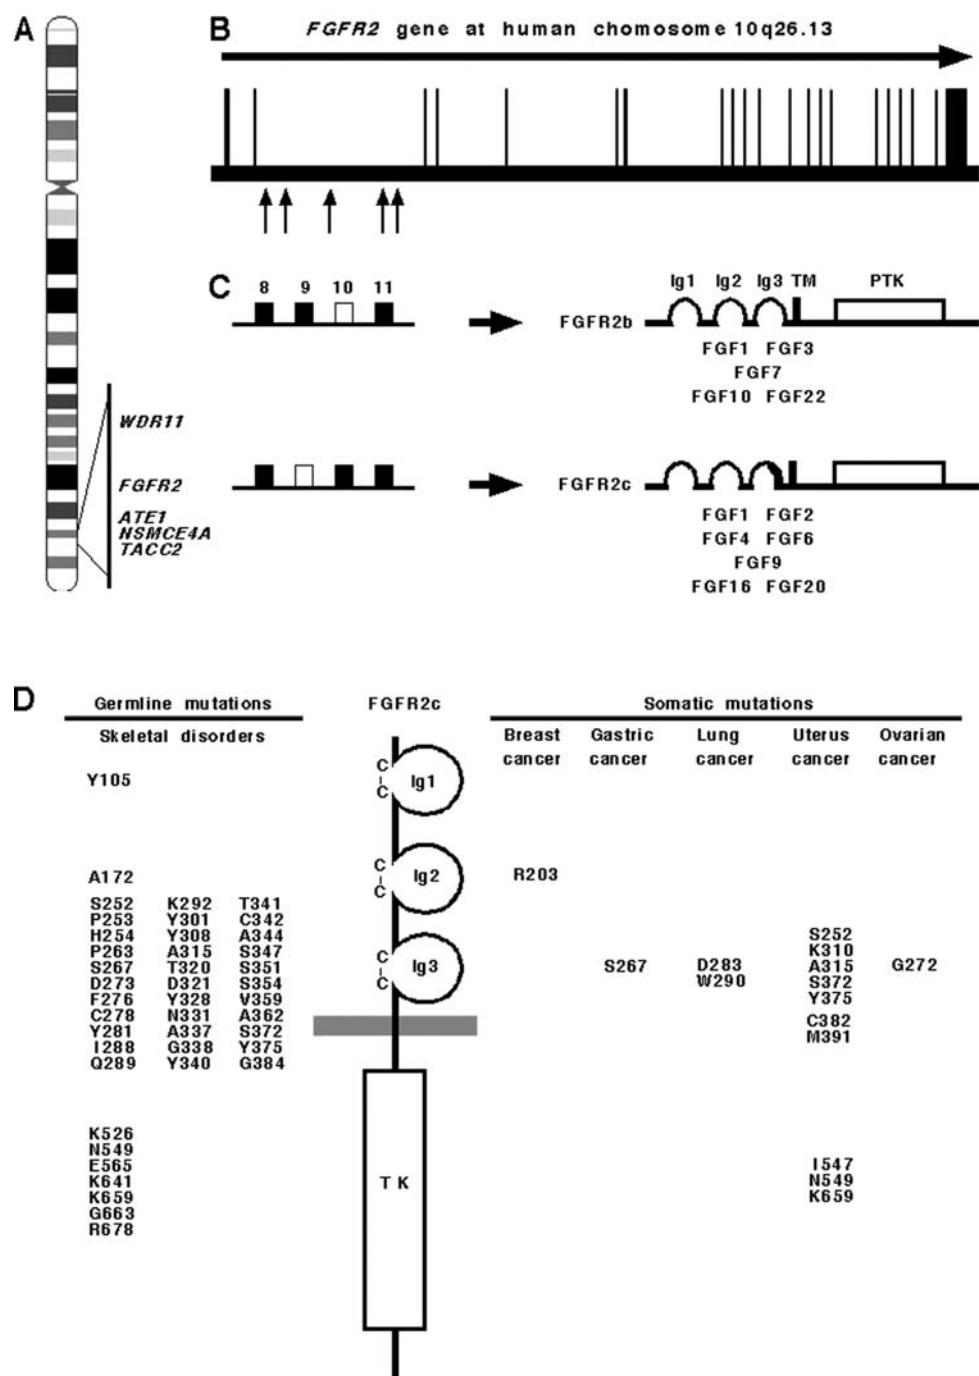 A
WDR11
FGFR2
ATE1
NSMCE4A
TACC2
B
FGFR2 gene at human chomosome 10q26.13
C
8 9 10 11
FGFR2b
Ig1 Ig2 Ig3 TM PTK
FGF1 FGF3
FGF7
FGF10 FGF22
FGFR2c
FGF1 FGF2
FGF4 FGF6
FGF9
FGF16 FGF20
D
Germline mutations
Skeletal disorders
Y105
A172
S252 K292 T341
P253 Y301 C342
H254 Y308 A344
P263 A315 S347
S267 T320 S351
D273 D321 S354
F276 Y328 V359
C278 N331 A362
Y281 A337 S372
I288 G338 Y375
Q289 Y340 G384
K526
N549
E565
K641
K659
G663
R678
FGFR2c
C
C
Ig1
C
C
Ig2
C
C
Ig3
TK
Somatic mutations
Breast Gastric Lung Uterus Ovarian
cancer cancer cancer cancer cancer
R203
S252
K310
S267 D283 A315 G272
W290 S372
Y375
C382
M391
I547
N549
K659